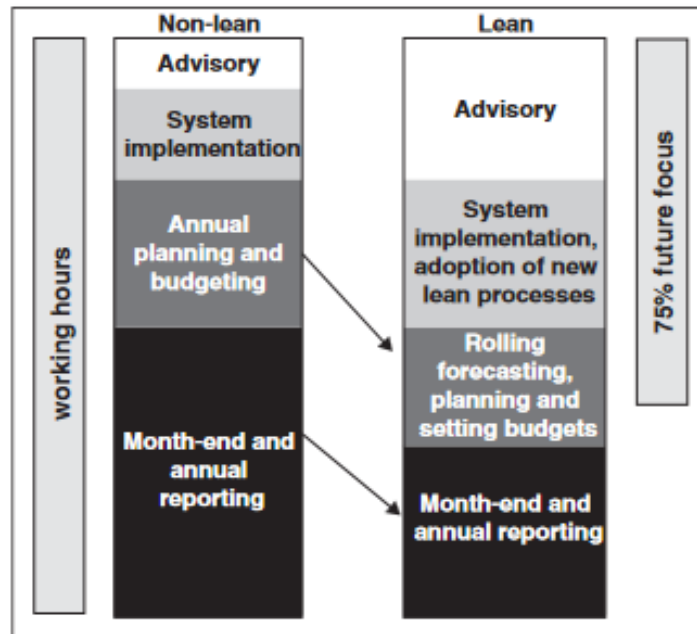 Non-lean
Lean
working hours
Advisory
System
implementation
Annual
planning and
budgeting
Month-end and
annual
reporting
Advisory
System
implementation,
adoption of new
lean processes
Rolling
forecasting,
planning and
setting budgets
Month-end and
annual reporting
75% future focus